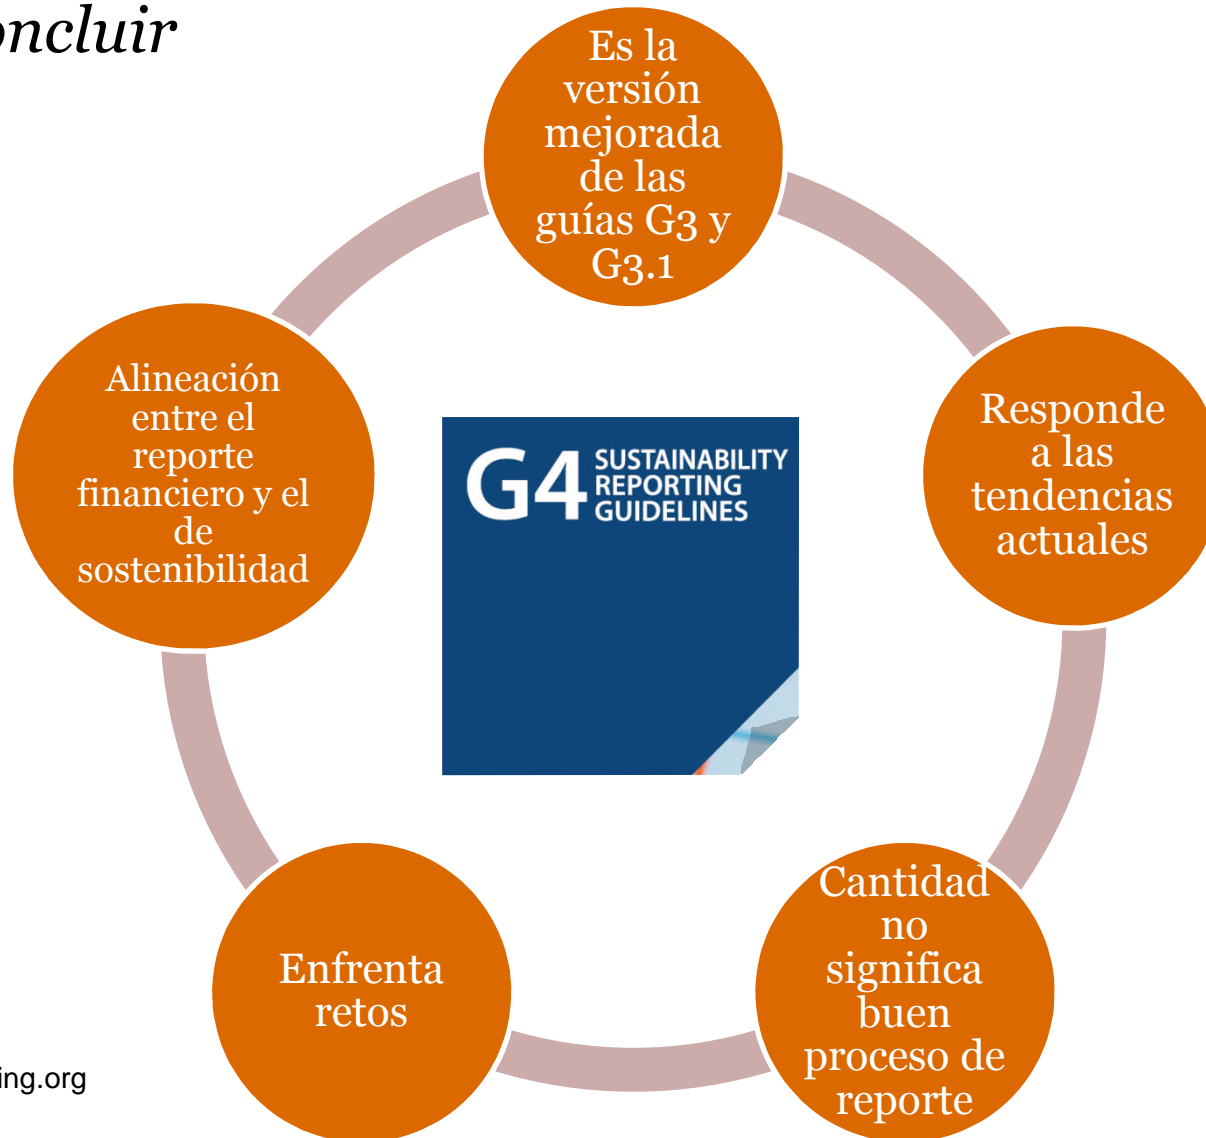 oncluir
Es la
versión
mejorada
de las
guías G3 y
G3.1
Responde
a las
tendencias
actuales
Cantidad
no
significa
buen
proceso de
reporte
Enfrenta
retos
Alineación
entre el
reporte
financiero y el
de
sostenibilidad
G4 SUSTAINABILITY
REPORTING
GUIDELINES
ing.org